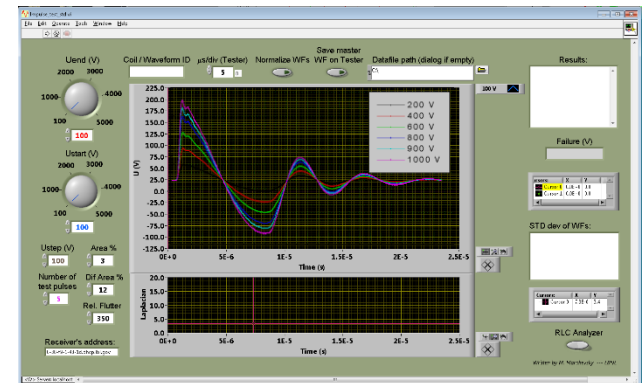 Impulse_test_rtd.vi
File Edit Operate Tools Window Help
Uend (V)
2000 3000
1000 4000
100 5000
100
Ustart (V)
2000 3000
1000 4000
100 5000
100
Ustep (V)
100
Area %
3
Number of
test pulses
5
Dif Area %
12
Rel. Flutter
350
Receiver's address:
Coil / Waveform ID
µs/div (Tester)
5
Normalize WFs
Save master
WF on Tester
Datafile path (dialog if empty)
C:\
200 V
400 V
600 V
800 V
900 V
1000 V
U (V)
225.0
200.0
175.0
150.0
125.0
100.0
75.0
50.0
25.0
0.0
-25.0
-50.0
-75.0
-100.0
-125.0
0E+0 5E-6 1E-5 1.5E-5 2E-5 2.5E-5
Time (s)
Laplacian
20.0
15.0
10.0
5.0
0.0
0E+0 5E-6 1E-5 1.5E-5 2E-5 2.5E-5
Time (s)
100 V
Results:
Failure (V)
Cursors: X Y
STD dev of WFs:
Cursors: X Y
RLC Analyzer